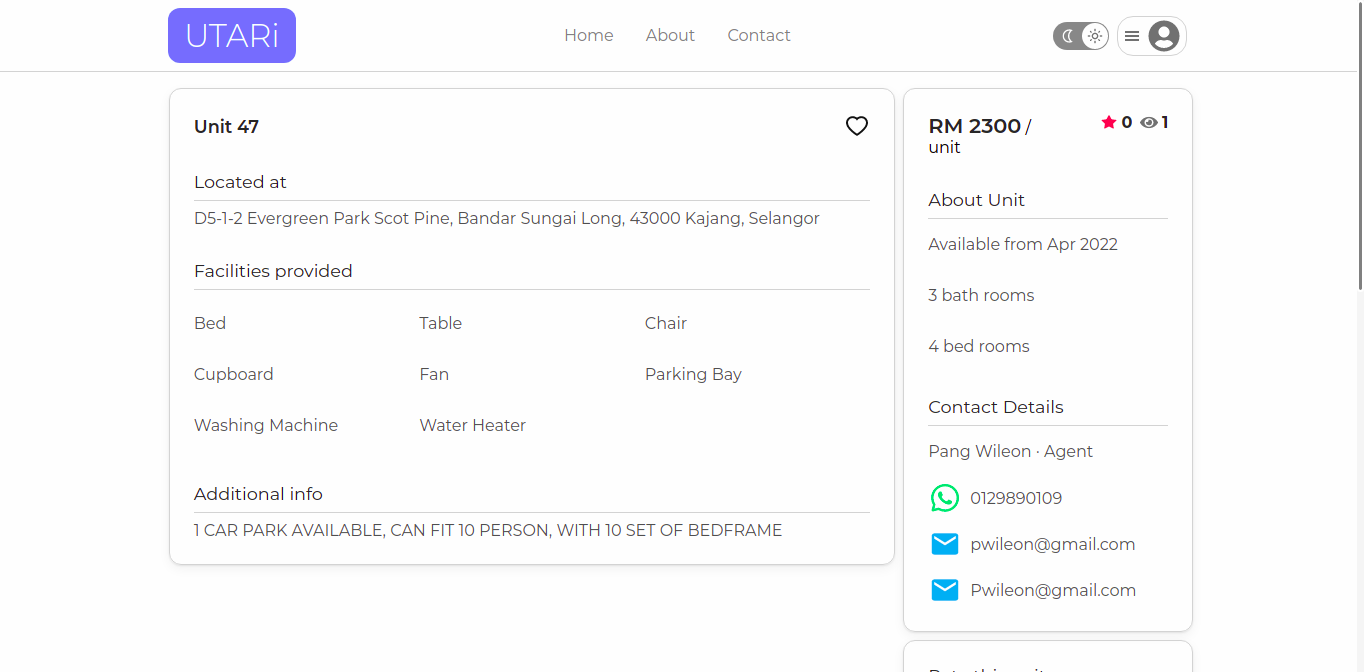 UTARi
Home About Contact
Unit 47
Located at
D5-1-2 Evergreen Park Scot Pine, Bandar Sungai Long, 43000 Kajang, Selangor
Facilities provided
Bed Table Chair
Cupboard Fan Parking Bay
Washing Machine Water Heater
Additional info
1 CAR PARK AVAILABLE, CAN FIT 10 PERSON, WITH 10 SET OF BEDFRAME
RM 2300 / 0 1
unit
About Unit
Available from Apr 2022
3 bath rooms
4 bed rooms
Contact Details
Pang Wileon · Agent
0129890109
pwileon@gmail.com
Pwileon@gmail.com